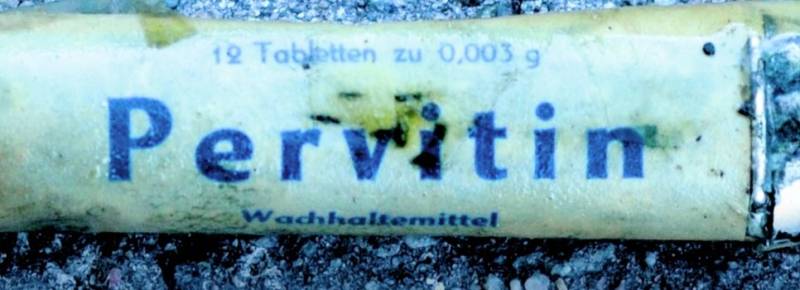 12 Tabletten zu 0,003 g
Pervitin
Wachhaltemittel